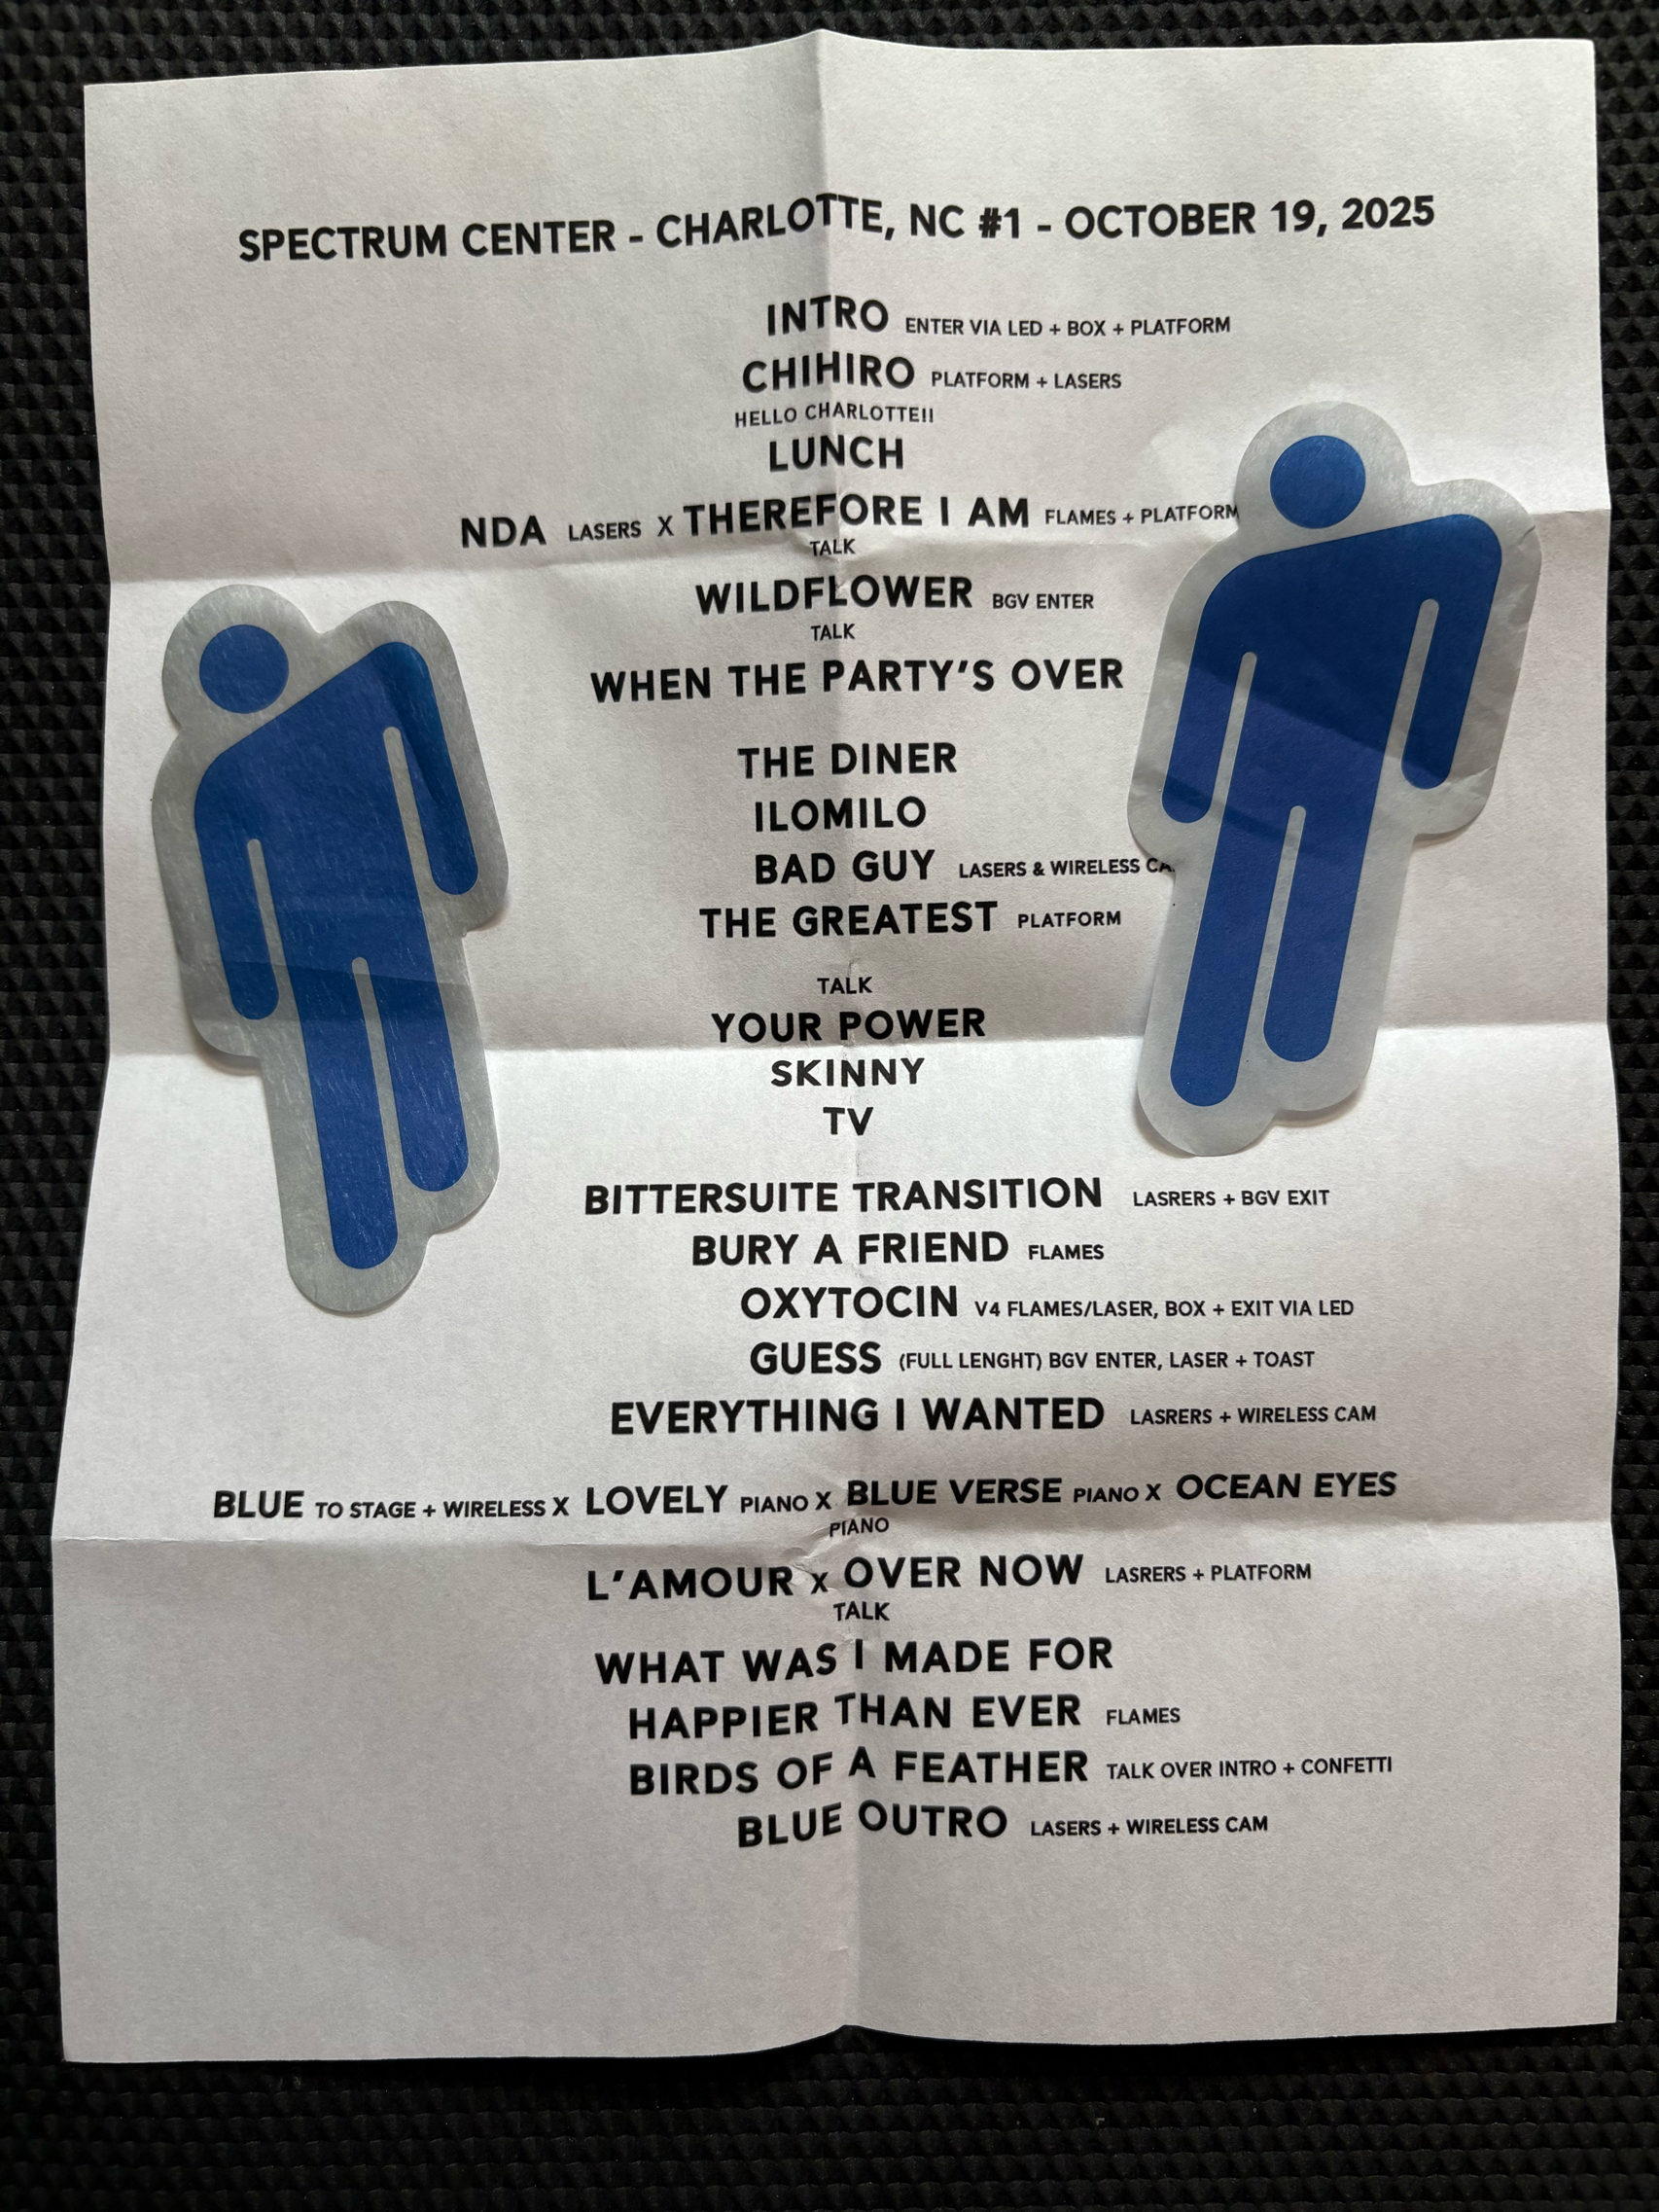 SPECTRUM CENTER - CHARLOTTE, NC #1 - OCTOBER 19, 2025
INTRO ENTER VIA LED + BOX + PLATFORM
CHIHIRO PLATFORM + LASERS
HELLO CHARLOTTE!!
LUNCH
NDA LASERS X THEREFORE I AM FLAMES + PLATFORM
TALK
WILDFLOWER BGV ENTER
TALK
WHEN THE PARTY'S OVER
THE DINER
ILOMILO
BAD GUY LASERS & WIRELESS
THE GREATEST PLATFORM
TALK
YOUR POWER
SKINNY
TV
BITTERSUITE TRANSITION LASRERS + BGV EXIT
BURY A FRIEND FLAMES
OXYTOCIN V4 FLAMES/LASER, BOX + EXIT VIA LED
GUESS (FULL LENGHT) BGV ENTER, LASER + TOAST
EVERYTHING I WANTED LASRERS + WIRELESS CAM
BLUE TO STAGE + WIRELESS X LOVELY PIANO X BLUE VERSE PIANO X OCEAN EYES
PIANO
L'AMOUR X OVER NOW LASRERS + PLATFORM
TALK
WHAT WAS I MADE FOR
HAPPIER THAN EVER FLAMES
BIRDS OF A FEATHER TALK OVER INTRO + CONFETTI
BLUE OUTRO LASERS + WIRELESS CAM